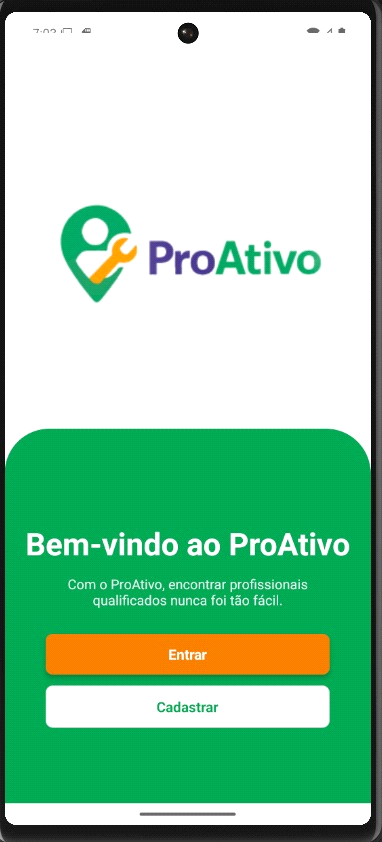 ProAtivo
Bem-vindo ao ProAtivo
Com o ProAtivo, encontrar profissionais
qualificados nunca foi tão fácil.
Entrar
Cadastrar